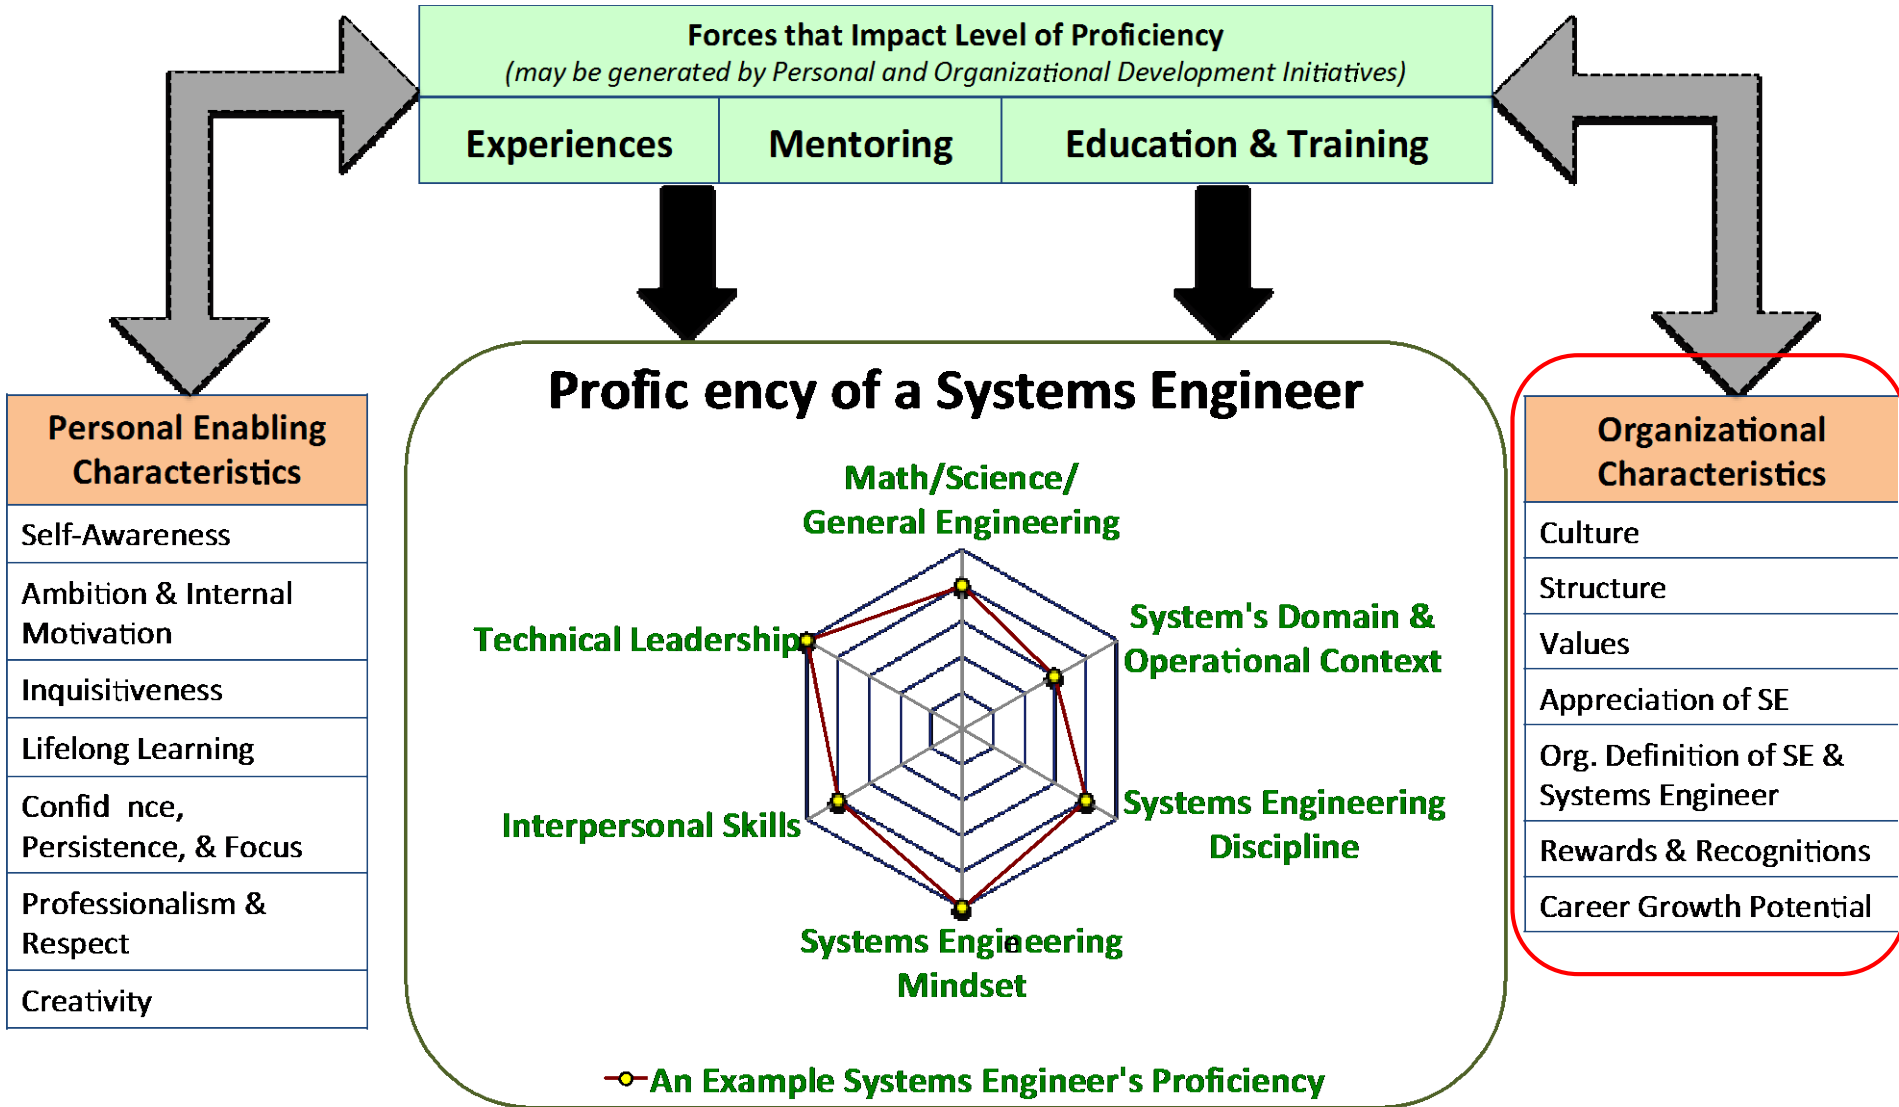 Forces that Impact Level of Proficiency
(may be generated by Personal and Organizational Development Initiatives)
Experiences
Mentoring
Education & Training
Personal Enabling
Characteristics
Self-Awareness
Ambition & Internal
Motivation
Inquisitiveness
Lifelong Learning
Confid nce,
Persistence, & Focus
Professionalism &
Respect
Creativity
Profic ency of a Systems Engineer
Math/Science/
General Engineering
System's Domain &
Operational Context
Systems Engineering
Discipline
Systems Engineering
Mindset
Interpersonal Skills
Technical Leadership
An Example Systems Engineer's Proficiency
Organizational
Characteristics
Culture
Structure
Values
Appreciation of SE
Org. Definition of SE &
Systems Engineer
Rewards & Recognitions
Career Growth Potential